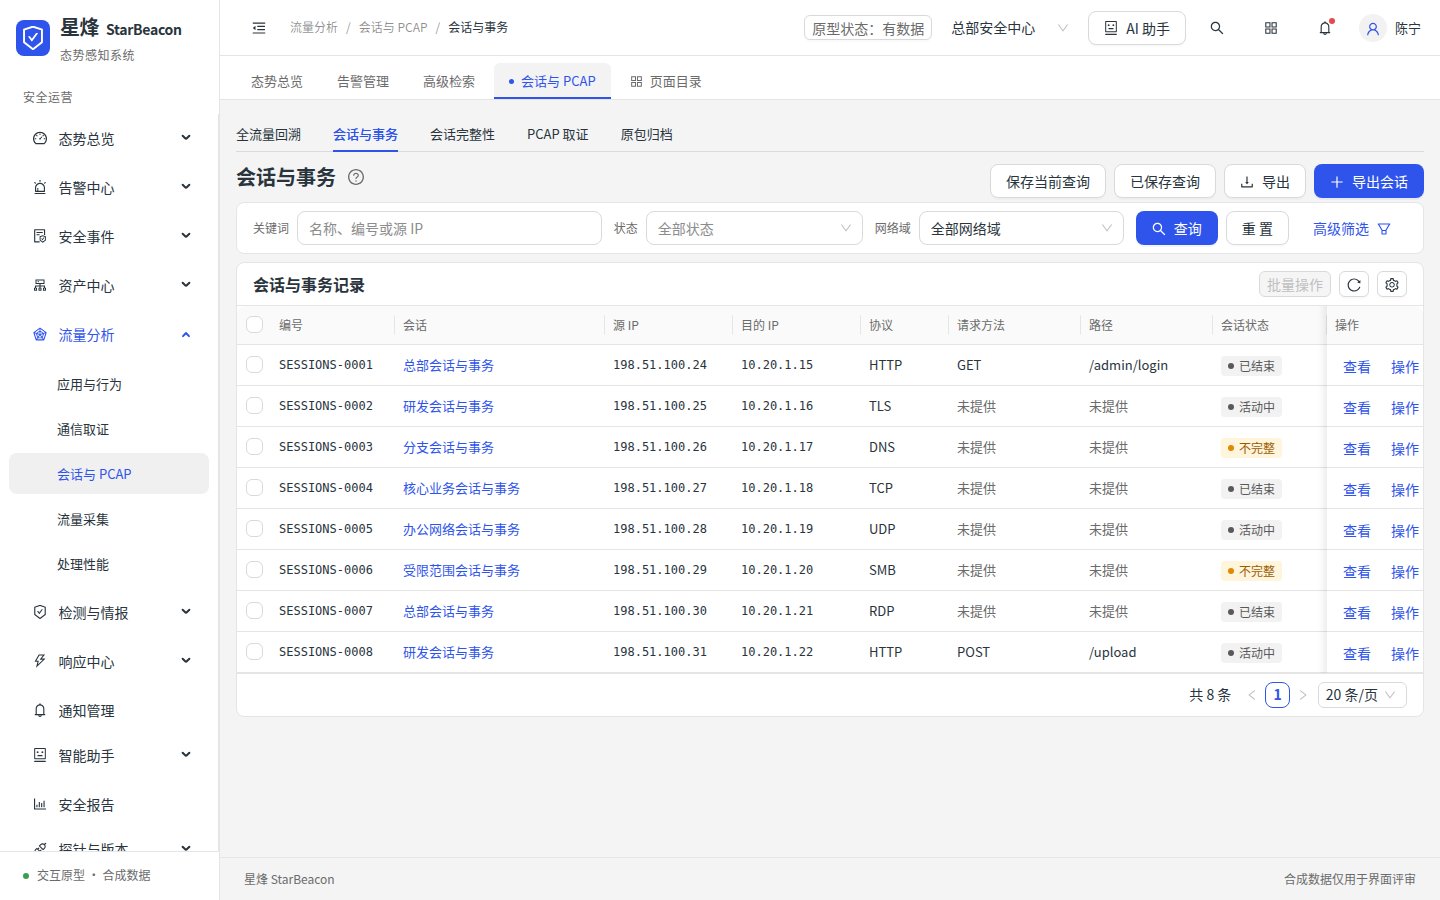 星烽 StarBeacon
态势感知系统
安全运营
态势总览
告警中心
安全事件
资产中心
流量分析
应用与行为
通信取证
会话与 PCAP
流量采集
处理性能
检测与情报
响应中心
通知管理
智能助手
安全报告
探针与版本
交互原型 · 合成数据
流量分析 / 会话与 PCAP / 会话与事务
原型状态：有数据
总部安全中心
AI 助手
陈宁
态势总览 告警管理 高级检索 会话与 PCAP 页面目录
全流量回溯 会话与事务 会话完整性 PCAP 取证 原包归档
会话与事务
保存当前查询 已保存查询 导出 导出会话
关键词 名称、编号或源 IP 状态 全部状态 网络域 全部网络域 查询 重 置 高级筛选
会话与事务记录 批量操作
编号 会话 源 IP 目的 IP 协议 请求方法 路径 会话状态 操作
SESSIONS-0001 总部会话与事务 198.51.100.24 10.20.1.15 HTTP GET /admin/login 已结束 查看 操作
SESSIONS-0002 研发会话与事务 198.51.100.25 10.20.1.16 TLS 未提供 未提供 活动中 查看 操作
SESSIONS-0003 分支会话与事务 198.51.100.26 10.20.1.17 DNS 未提供 未提供 不完整 查看 操作
SESSIONS-0004 核心业务会话与事务 198.51.100.27 10.20.1.18 TCP 未提供 未提供 已结束 查看 操作
SESSIONS-0005 办公网络会话与事务 198.51.100.28 10.20.1.19 UDP 未提供 未提供 活动中 查看 操作
SESSIONS-0006 受限范围会话与事务 198.51.100.29 10.20.1.20 SMB 未提供 未提供 不完整 查看 操作
SESSIONS-0007 总部会话与事务 198.51.100.30 10.20.1.21 RDP 未提供 未提供 已结束 查看 操作
SESSIONS-0008 研发会话与事务 198.51.100.31 10.20.1.22 HTTP POST /upload 活动中 查看 操作
共 8 条 1 20 条/页
星烽 StarBeacon
合成数据仅用于界面评审